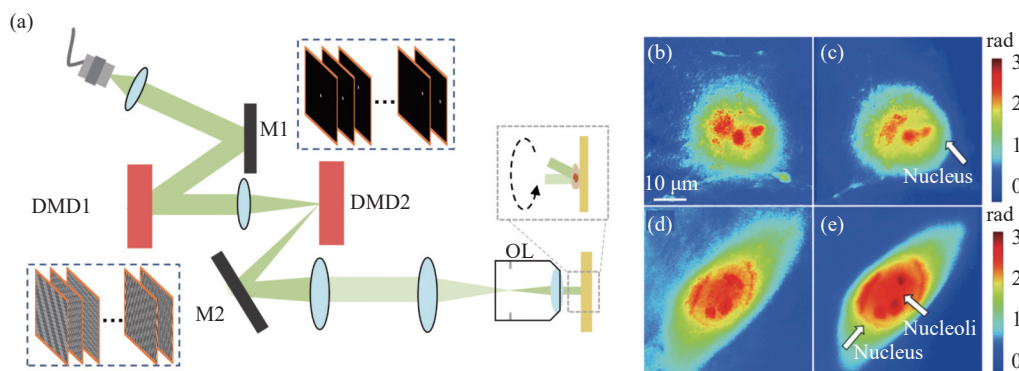 (a)
M1
DMD1
DMD2
OL
M2
(b)
(c)
rad
3
2
1
0
10 μm
Nucleus
(d)
(e)
rad
3
2
1
0
Nucleoli
Nucleus